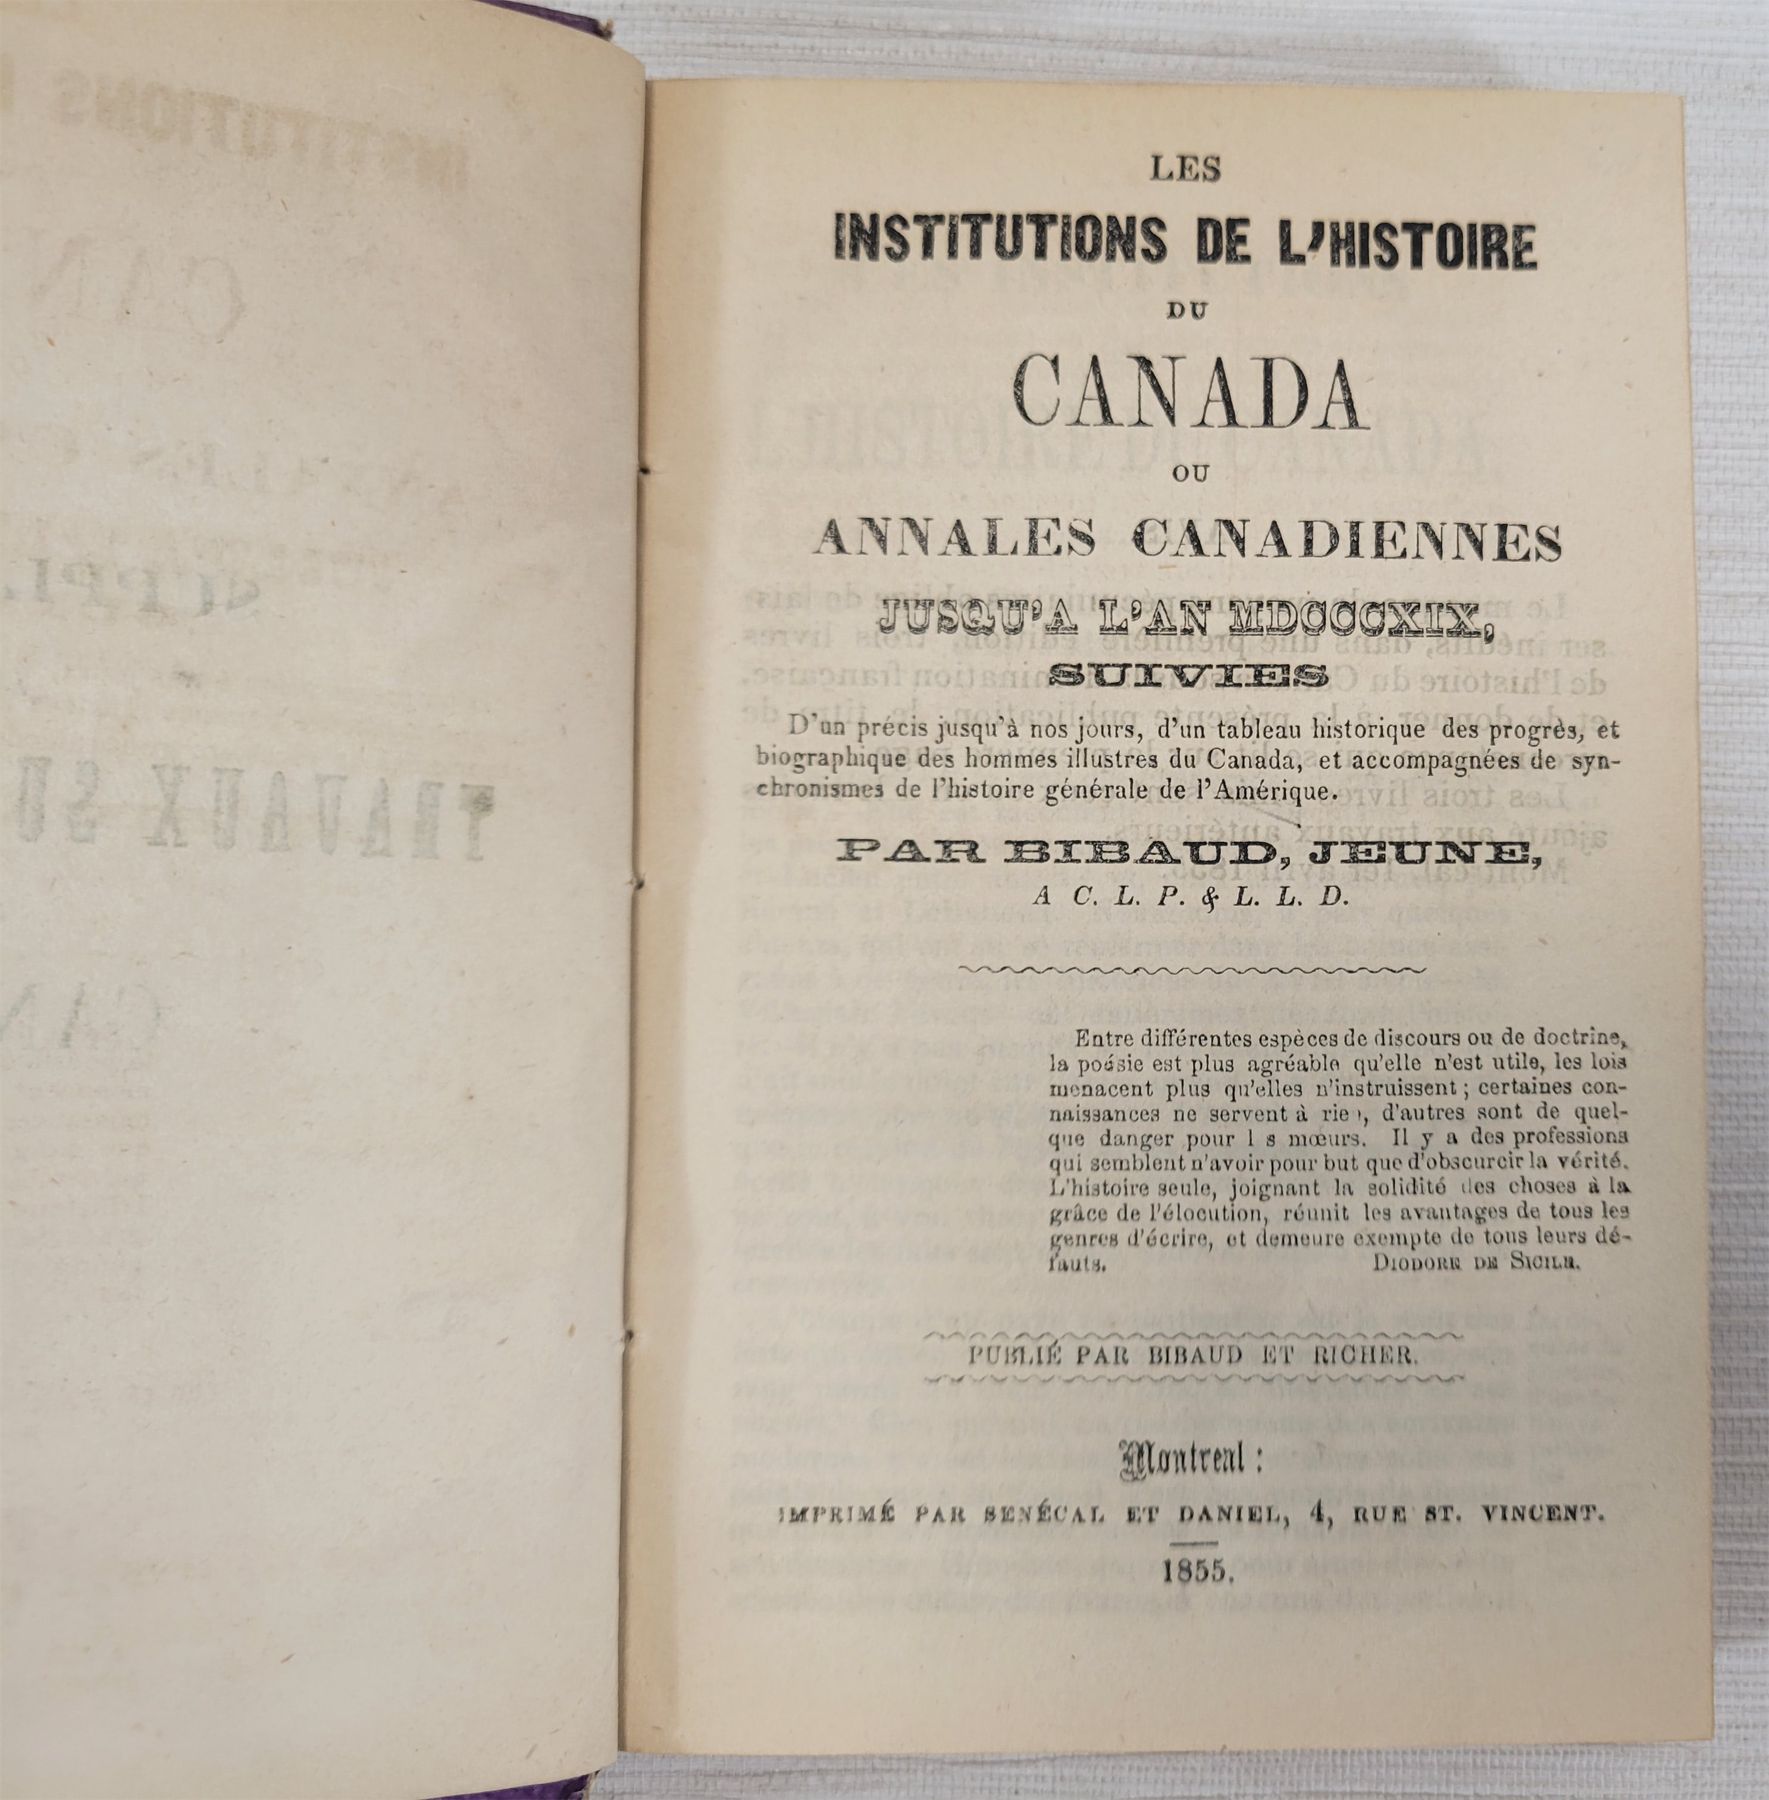 LES
INSTITUTIONS DE L'HISTOIRE
DU
CANADA
OU
ANNALES CANADIENNES
JUSQU'A L'AN MDCCCXIX,
SUIVIES
D'un précis jusqu'à nos jours, d'un tableau historique des progrès, et
biographique des hommes illustres du Canada, et accompagnées de syn-
chronismes de l'histoire générale de l'Amérique.
PAR BIBAUD, JEUNE,
A C. L. P. & L. L. D.
Entre différentes espèces de discours ou de doctrine,
la poésie est plus agréable qu'elle n'est utile, les lois
menacent plus qu'elles n'instruissent ; certaines con-
naissances ne servent à rie , d'autres sont de quel-
que danger pour l s mœurs. Il y a des professions
qui semblent n'avoir pour but que d'obscurcir la vérité.
L'histoire seule, joignant la solidité des choses à la
grâce de l'élocution, réunit les avantages de tous les
genres d'écrire, et demeure exempte de tous leurs dé-
fauts. DIODORE DE SICILE.
PUBLIÉ PAR BIBAUD ET RICHER.
Montreal :
IMPRIMÉ PAR SENÉCAL ET DANIEL, 4, RUE ST. VINCENT.
1855.